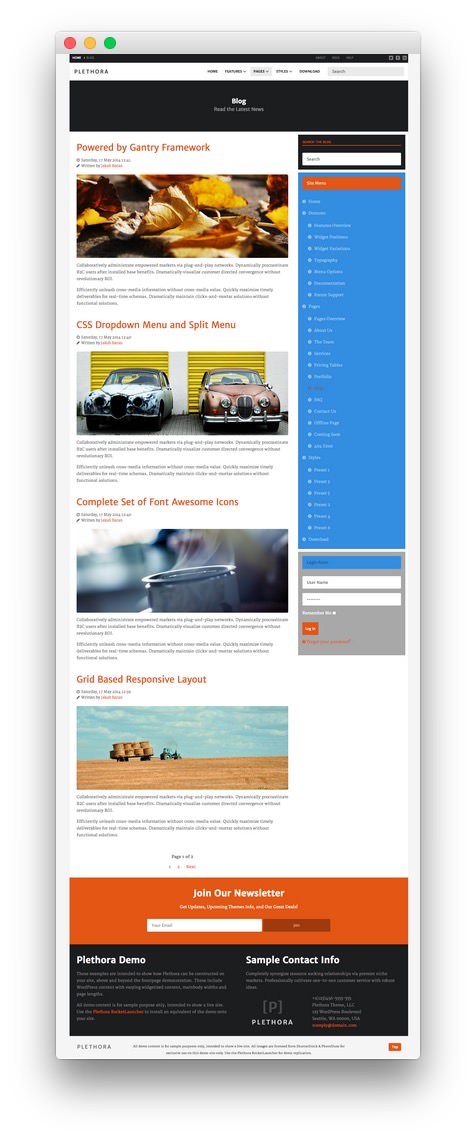 HOME
BLOG
ABOUT
HELP
PLETHORA
HOME
FEATURES
PAGES
STYLES
DOWNLOAD
Search
Blog
Read the Latest News
Powered by Gantry Framework
Saturday, 17 May 2014 12:41
Written by Jakub Baran
Collaboratively administrate empowered markets via plug-and-play networks. Dynamically procrastinate
B2C users after installed base benefits. Dramatically visualize customer directed convergence without
revolutionary ROI.
Efficiently unleash cross-media information without cross-media value. Quickly maximize timely
deliverables for real-time schemas. Dramatically maintain clicks-and-mortar solutions without
functional solutions.
CSS Dropdown Menu and Split Menu
Saturday, 17 May 2014 12:40
Written by Jakub Baran
Collaboratively administrate empowered markets via plug-and-play networks. Dynamically procrastinate
B2C users after installed base benefits. Dramatically visualize customer directed convergence without
revolutionary ROI.
Efficiently unleash cross-media information without cross-media value. Quickly maximize timely
deliverables for real-time schemas. Dramatically maintain clicks-and-mortar solutions without
functional solutions.
Complete Set of Font Awesome Icons
Saturday, 17 May 2014 12:40
Written by Jakub Baran
Collaboratively administrate empowered markets via plug-and-play networks. Dynamically procrastinate
B2C users after installed base benefits. Dramatically visualize customer directed convergence without
revolutionary ROI.
Efficiently unleash cross-media information without cross-media value. Quickly maximize timely
deliverables for real-time schemas. Dramatically maintain clicks-and-mortar solutions without
functional solutions.
Grid Based Responsive Layout
Saturday, 17 May 2014 12:39
Written by Jakub Baran
Collaboratively administrate empowered markets via plug-and-play networks. Dynamically procrastinate
B2C users after installed base benefits. Dramatically visualize customer directed convergence without
revolutionary ROI.
Efficiently unleash cross-media information without cross-media value. Quickly maximize timely
deliverables for real-time schemas. Dramatically maintain clicks-and-mortar solutions without
functional solutions.
Page 1 of 2
1 2 Next
SEARCH THE BLOG
Search
Site Menu
Home
Features
Features Overview
Widget Positions
Widget Variations
Typography
Menu Options
Documentation
Forum Support
Pages
Pages Overview
About Us
The Team
Services
Pricing Tables
Portfolio
Blog
FAQ
Contact Us
Offline Page
Coming Soon
404 Error
Styles
Preset 1
Preset 2
Preset 3
Preset 4
Preset 5
Preset 6
Download
Login Form
User Name
Remember Me
Log In
Forgot your password?
Join Our Newsletter
Get Updates, Upcoming Themes Info, and Our Great Deals!
Your Email
Join
Plethora Demo
These examples are intended to show how Plethora can be constructed on
your site, above and beyond the frontpage demonstration. These include
WordPress content with varying widgetized content, mainbody widths and
page lengths.
All demo content is for sample purpose only, intended to show a live site.
Use the Plethora RocketLauncher to install an equivalent of the demo onto
your site.
Sample Contact Info
Completely synergize resource sucking relationships via premier niche
markets. Professionally cultivate one-to-one customer service with robust
ideas.
[P]
PLETHORA
Plethora Theme, LLC
123 WordPress Boulevard
Seattle, WA 00000, USA
noreply@domain.com
PLETHORA
All demo content is for sample purposes only, intended to show a live site. All images are licensed from ShutterStock & PhotoDune for
exclusive use on this demo site only. Use the Plethora RocketLauncher for demo replication.
Top